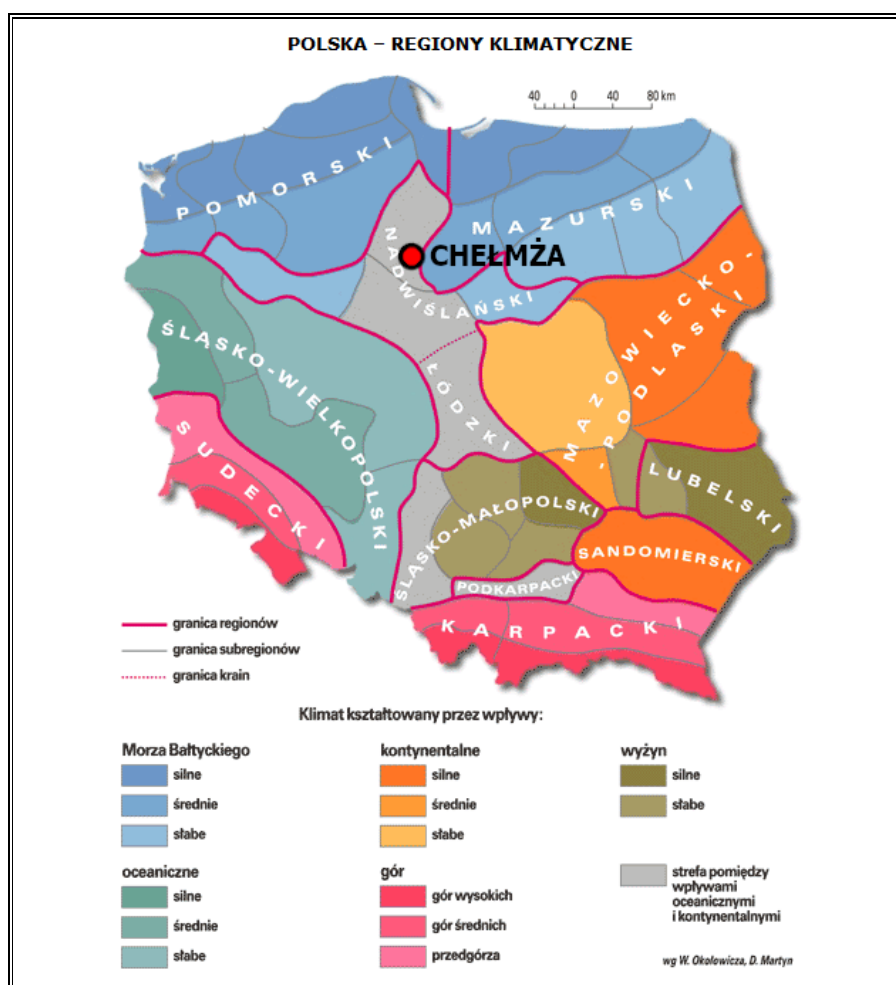 POLSKA – REGIONY KLIMATYCZNE
40 0 40 80 km
POMORSKI
MAZURSKI
NADWIŚLAŃSKI
CHEŁMŻA
MAZOWIECKO-
-PODLASKI
ŚLĄSKO-WIELKOPOLSKI
ŁÓDZKI
SUDECKI
LUBELSKI
ŚLĄSKO-MAŁOPOLSKI
SANDOMIERSKI
PODKARPACKI
KARPACKI
granica regionów
granica subregionów
granica krain
Klimat kształtowany przez wpływy:
Morza Bałtyckiego
silne
średnie
słabe
kontynentalne
silne
średnie
słabe
wyżyn
silne
słabe
oceaniczne
silne
średnie
słabe
gór
gór wysokich
gór średnich
przedgórza
strefa pomiędzy
wpływami
oceanicznymi
i kontynentalnymi
wg W. Okołowicza, D. Martyn